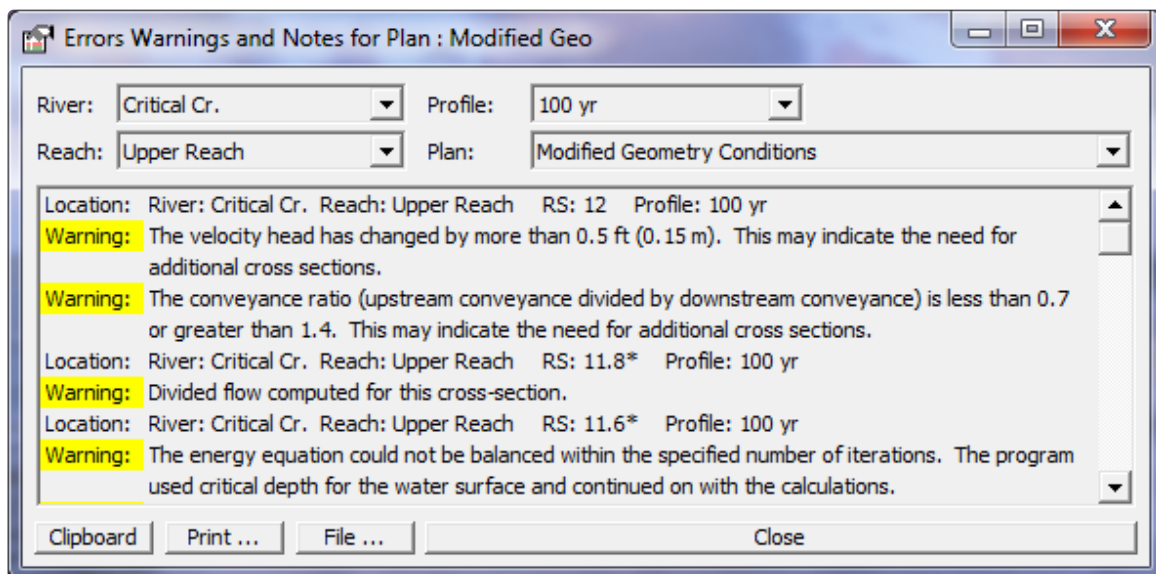 Errors Warnings and Notes for Plan : Modified Geo
River: Critical Cr. Profile: 100 yr
Reach: Upper Reach Plan: Modified Geometry Conditions
Location: River: Critical Cr. Reach: Upper Reach RS: 12 Profile: 100 yr
Warning: The velocity head has changed by more than 0.5 ft (0.15 m). This may indicate the need for
additional cross sections.
Warning: The conveyance ratio (upstream conveyance divided by downstream conveyance) is less than 0.7
or greater than 1.4. This may indicate the need for additional cross sections.
Location: River: Critical Cr. Reach: Upper Reach RS: 11.8* Profile: 100 yr
Warning: Divided flow computed for this cross-section.
Location: River: Critical Cr. Reach: Upper Reach RS: 11.6* Profile: 100 yr
Warning: The energy equation could not be balanced within the specified number of iterations. The program
used critical depth for the water surface and continued on with the calculations.
Clipboard Print ... File ... Close